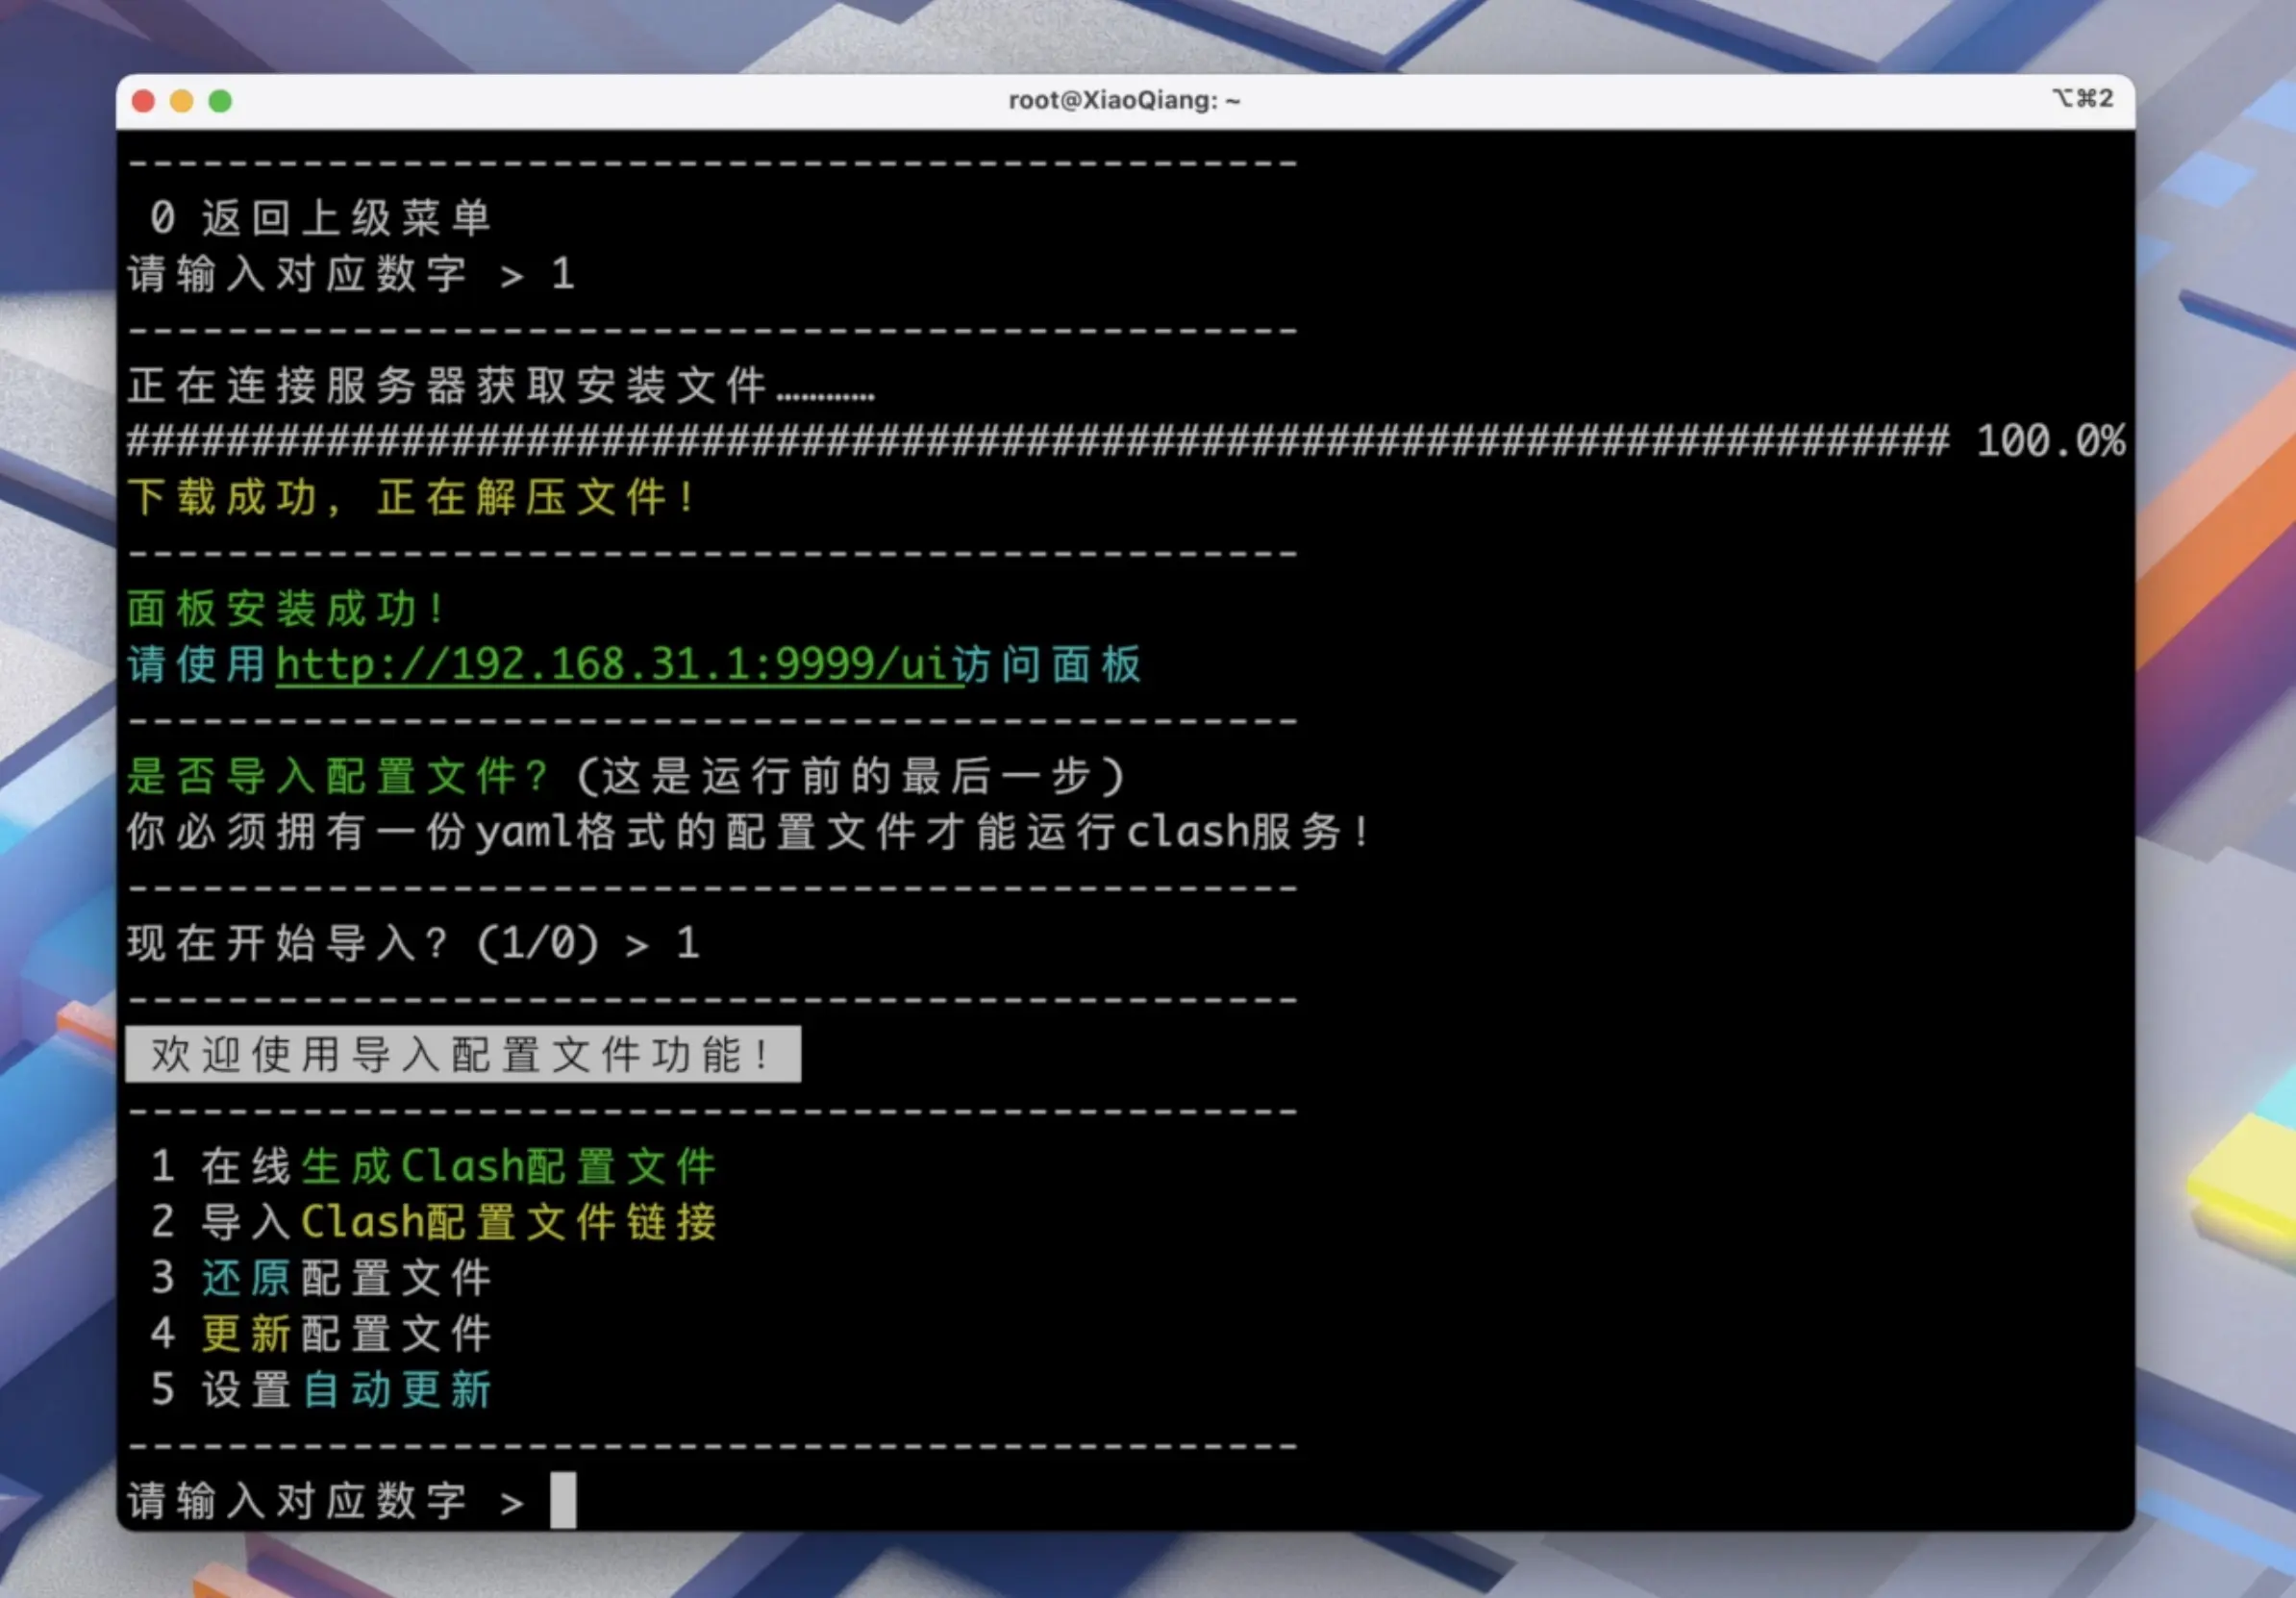 root@XiaoQiang: ~
⌥⌘2
-----------------------------------------------
0 返回上级菜单
请输入对应数字 > 1
-----------------------------------------------
正在连接服务器获取安装文件…………
######################################################################### 100.0%
下载成功，正在解压文件！
-----------------------------------------------
面板安装成功！
请使用http://192.168.31.1:9999/ui访问面板
-----------------------------------------------
是否导入配置文件？(这是运行前的最后一步)
你必须拥有一份yaml格式的配置文件才能运行clash服务！
-----------------------------------------------
现在开始导入？(1/0) > 1
-----------------------------------------------
欢迎使用导入配置文件功能！
-----------------------------------------------
1 在线生成Clash配置文件
2 导入Clash配置文件链接
3 还原配置文件
4 更新配置文件
5 设置自动更新
-----------------------------------------------
请输入对应数字 >